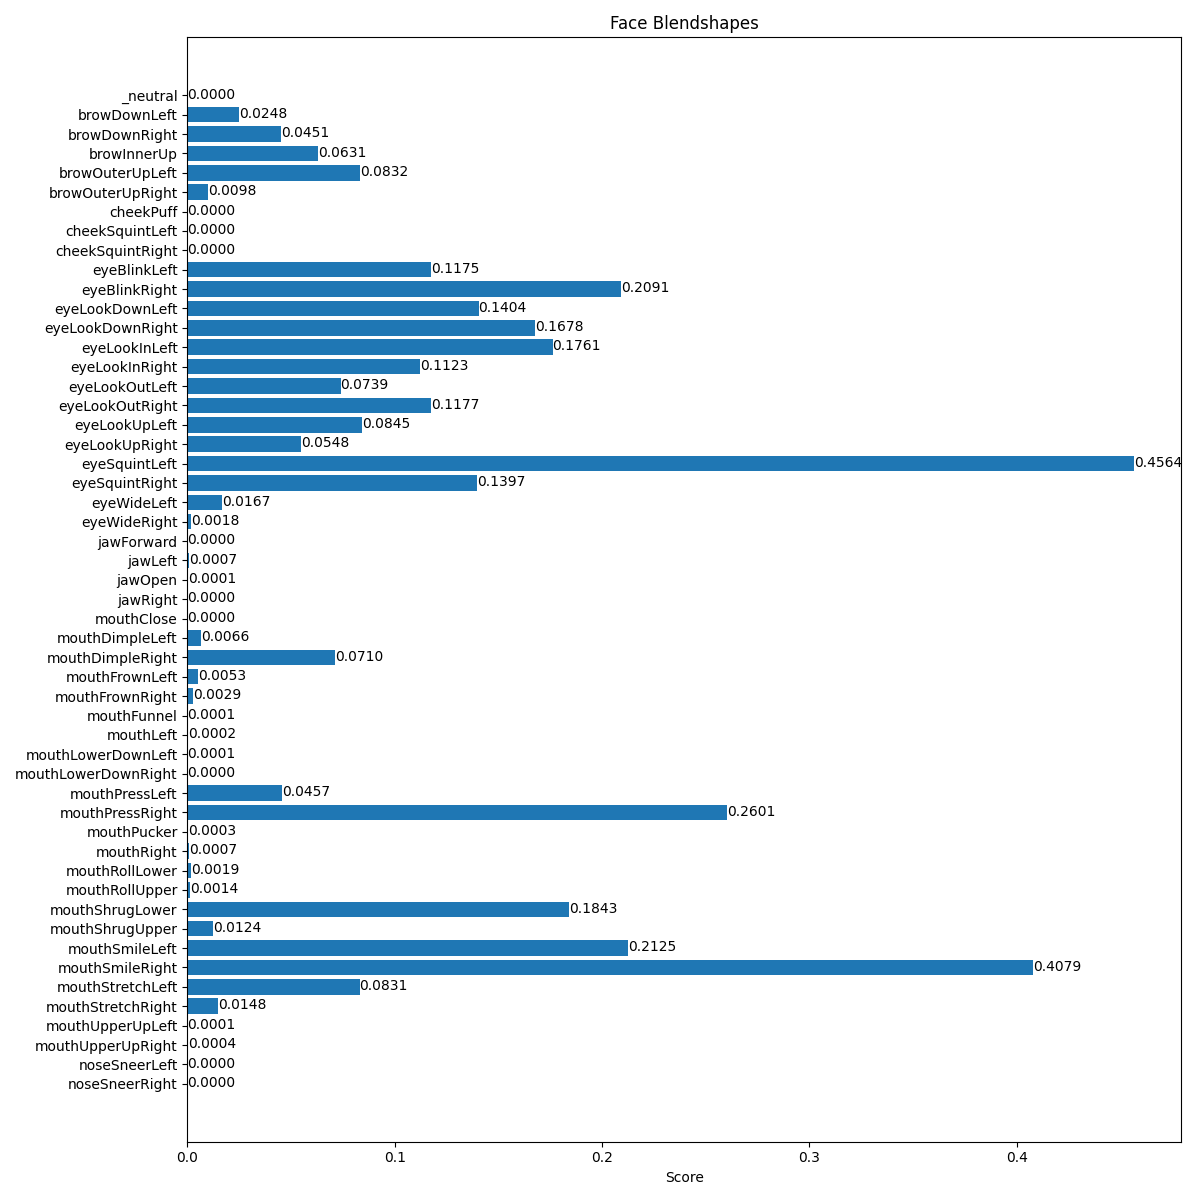 Face Blendshapes
_neutral 0.0000
browDownLeft 0.0248
browDownRight 0.0451
browInnerUp 0.0631
browOuterUpLeft 0.0832
browOuterUpRight 0.0098
cheekPuff 0.0000
cheekSquintLeft 0.0000
cheekSquintRight 0.0000
eyeBlinkLeft 0.1175
eyeBlinkRight 0.2091
eyeLookDownLeft 0.1404
eyeLookDownRight 0.1678
eyeLookInLeft 0.1761
eyeLookInRight 0.1123
eyeLookOutLeft 0.0739
eyeLookOutRight 0.1177
eyeLookUpLeft 0.0845
eyeLookUpRight 0.0548
eyeSquintLeft 0.4564
eyeSquintRight 0.1397
eyeWideLeft 0.0167
eyeWideRight 0.0018
jawForward 0.0000
jawLeft 0.0007
jawOpen 0.0001
jawRight 0.0000
mouthClose 0.0000
mouthDimpleLeft 0.0066
mouthDimpleRight 0.0710
mouthFrownLeft 0.0053
mouthFrownRight 0.0029
mouthFunnel 0.0001
mouthLeft 0.0002
mouthLowerDownLeft 0.0001
mouthLowerDownRight 0.0000
mouthPressLeft 0.0457
mouthPressRight 0.2601
mouthPucker 0.0003
mouthRight 0.0007
mouthRollLower 0.0019
mouthRollUpper 0.0014
mouthShrugLower 0.1843
mouthShrugUpper 0.0124
mouthSmileLeft 0.2125
mouthSmileRight 0.4079
mouthStretchLeft 0.0831
mouthStretchRight 0.0148
mouthUpperUpLeft 0.0001
mouthUpperUpRight 0.0004
noseSneerLeft 0.0000
noseSneerRight 0.0000
0.0 0.1 0.2 0.3 0.4
Score